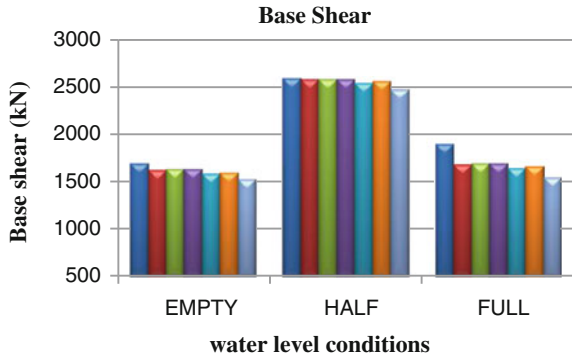 Base Shear
3000
2500
2000
1500
1000
500
Base shear (kN)
EMPTY HALF FULL
water level conditions